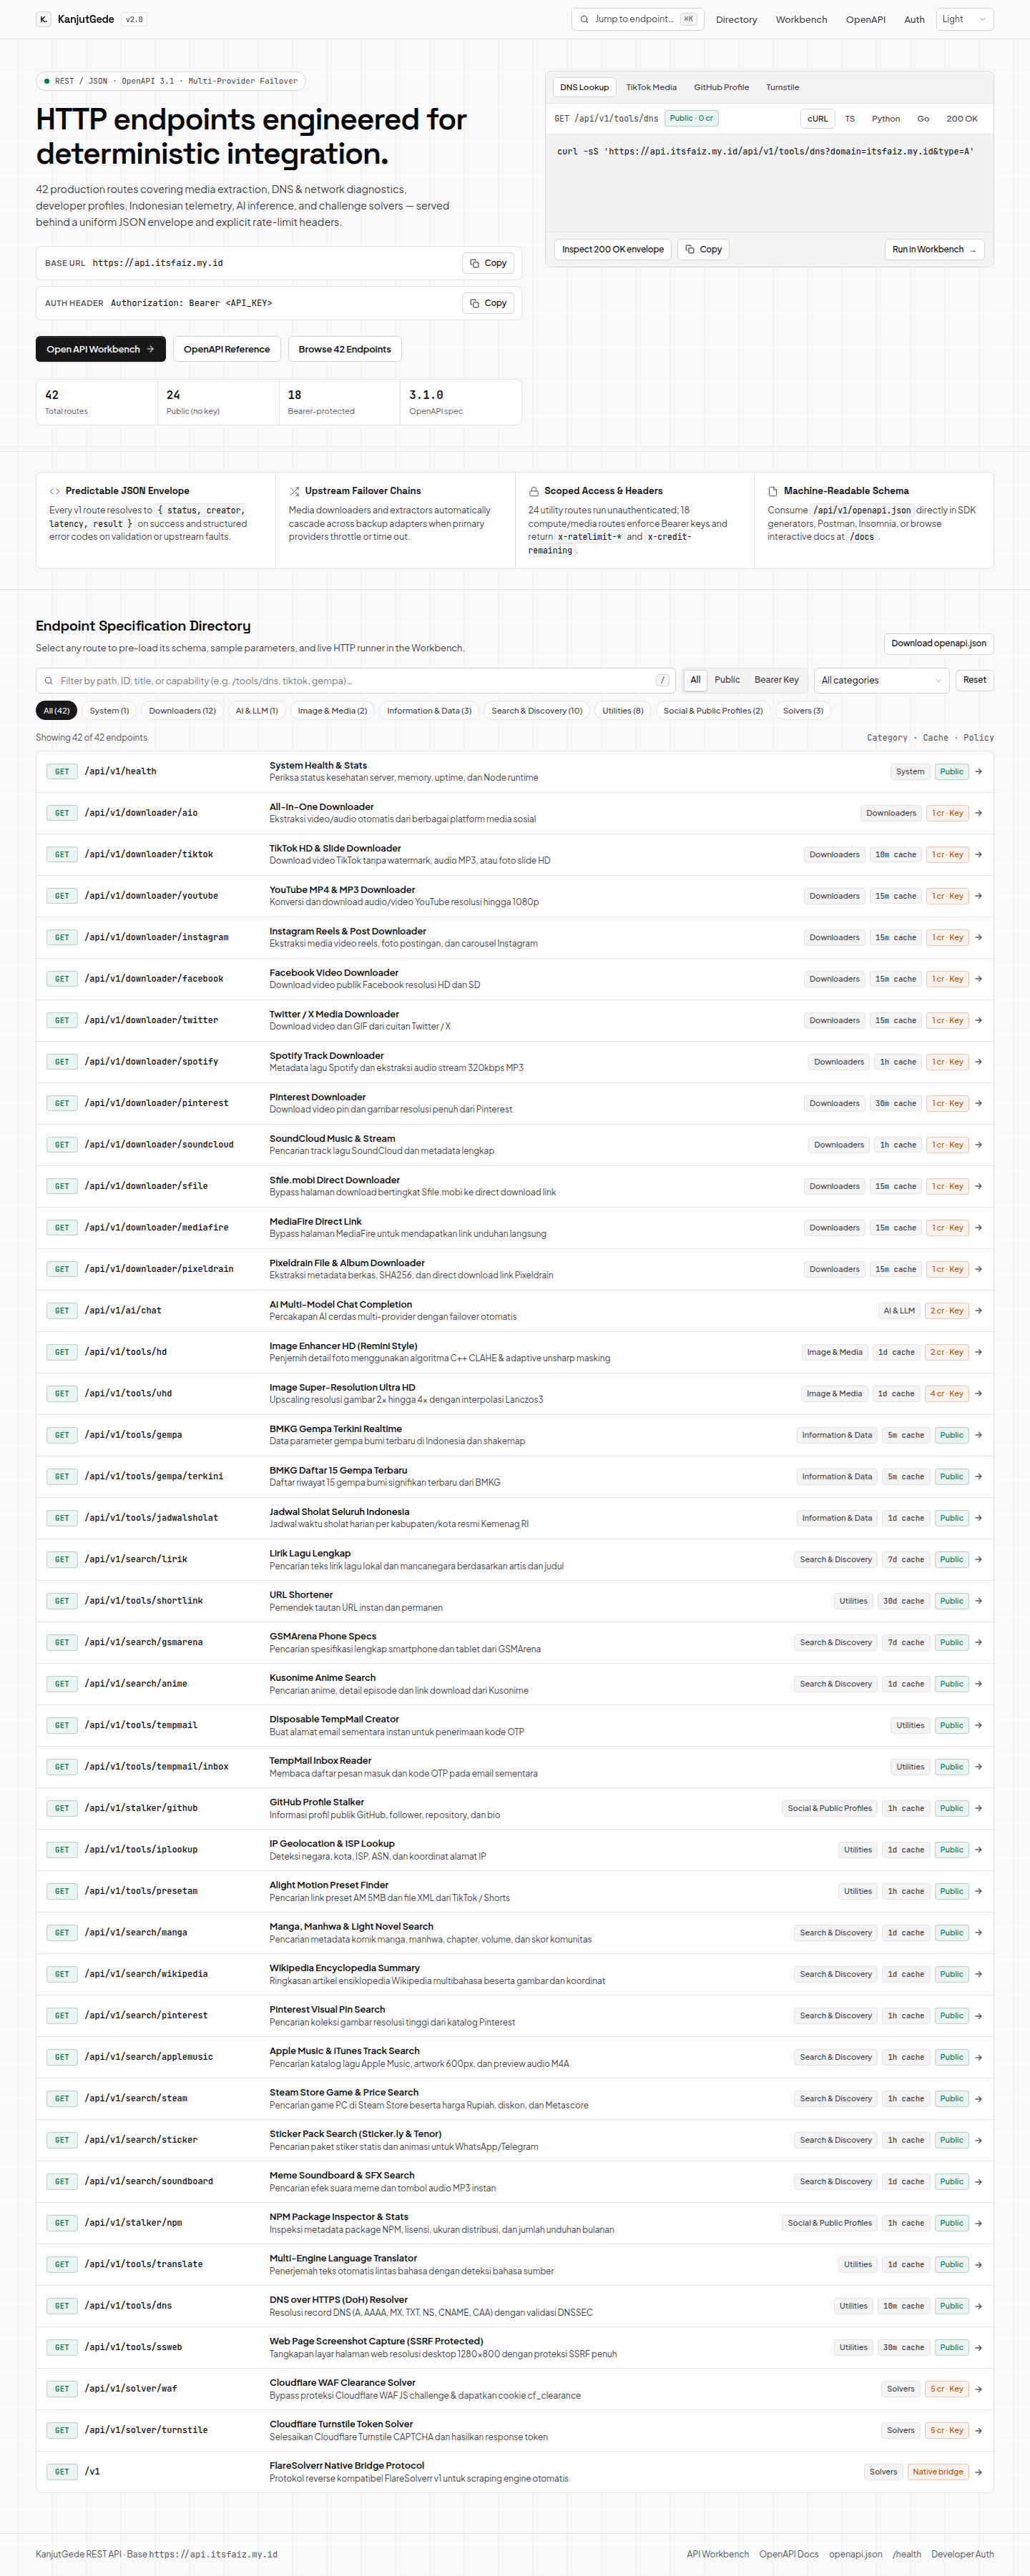 K. KanjutGede v2.0 Jump to endpoint... ⌘K Directory Workbench OpenAPI Auth Light
REST / JSON · OpenAPI 3.1 · Multi-Provider Failover
HTTP endpoints engineered for
deterministic integration.
42 production routes covering media extraction, DNS & network diagnostics,
developer profiles, Indonesian telemetry, AI inference, and challenge solvers — served
behind a uniform JSON envelope and explicit rate-limit headers.
BASE URL https://api.itsfaiz.my.id Copy
AUTH HEADER Authorization: Bearer <API_KEY> Copy
Open API Workbench → OpenAPI Reference Browse 42 Endpoints
42 24 18 3.1.0
Total routes Public (no key) Bearer-protected OpenAPI spec
DNS Lookup TikTok Media GitHub Profile Turnstile
GET /api/v1/tools/dns Public · 0 cr cURL TS Python Go 200 OK
curl -sS 'https://api.itsfaiz.my.id/api/v1/tools/dns?domain=itsfaiz.my.id&type=A'
Inspect 200 OK envelope Copy Run in Workbench →
Predictable JSON Envelope
Every v1 route resolves to { status, creator,
latency, result } on success and structured
error codes on validation or upstream faults.
Upstream Failover Chains
Media downloaders and extractors automatically
cascade across backup adapters when primary
providers throttle or time out.
Scoped Access & Headers
24 utility routes run unauthenticated; 18
compute/media routes enforce Bearer keys and
return x-ratelimit-* and x-credit-
remaining .
Machine-Readable Schema
Consume /api/v1/openapi.json directly in SDK
generators, Postman, Insomnia, or browse
interactive docs at /docs .
Endpoint Specification Directory
Select any route to pre-load its schema, sample parameters, and live HTTP runner in the Workbench.
Download openapi.json
Filter by path, ID, title, or capability (e.g. /tools/dns, tiktok, gempa)... / All Public Bearer Key All categories Reset
All (42) System (1) Downloaders (12) AI & LLM (1) Image & Media (2) Information & Data (3) Search & Discovery (10) Utilities (8) Social & Public Profiles (2) Solvers (3)
Showing 42 of 42 endpoints Category · Cache · Policy
GET /api/v1/health System Health & Stats System Public →
Periksa status kesehatan server, memory, uptime, dan Node runtime
GET /api/v1/downloader/aio All-In-One Downloader Downloaders 1 cr · Key →
Ekstraksi video/audio otomatis dari berbagai platform media sosial
GET /api/v1/downloader/tiktok TikTok HD & Slide Downloader Downloaders 10m cache 1 cr · Key →
Download video TikTok tanpa watermark, audio MP3, atau foto slide HD
GET /api/v1/downloader/youtube YouTube MP4 & MP3 Downloader Downloaders 15m cache 1 cr · Key →
Konversi dan download audio/video YouTube resolusi hingga 1080p
GET /api/v1/downloader/instagram Instagram Reels & Post Downloader Downloaders 15m cache 1 cr · Key →
Ekstraksi media video reels, foto postingan, dan carousel Instagram
GET /api/v1/downloader/facebook Facebook Video Downloader Downloaders 15m cache 1 cr · Key →
Download video publik Facebook resolusi HD dan SD
GET /api/v1/downloader/twitter Twitter / X Media Downloader Downloaders 15m cache 1 cr · Key →
Download video dan GIF dari cuitan Twitter / X
GET /api/v1/downloader/spotify Spotify Track Downloader Downloaders 1h cache 1 cr · Key →
Metadata lagu Spotify dan ekstraksi audio stream 320kbps MP3
GET /api/v1/downloader/pinterest Pinterest Downloader Downloaders 30m cache 1 cr · Key →
Download video pin dan gambar resolusi penuh dari Pinterest
GET /api/v1/downloader/soundcloud SoundCloud Music & Stream Downloaders 1h cache 1 cr · Key →
Pencarian track lagu SoundCloud dan metadata lengkap
GET /api/v1/downloader/sfile Sfile.mobi Direct Downloader Downloaders 15m cache 1 cr · Key →
Bypass halaman download bertingkat Sfile.mobi ke direct download link
GET /api/v1/downloader/mediafire MediaFire Direct Link Downloaders 15m cache 1 cr · Key →
Bypass halaman MediaFire untuk mendapatkan link unduhan langsung
GET /api/v1/downloader/pixeldrain Pixeldrain File & Album Downloader Downloaders 15m cache 1 cr · Key →
Ekstraksi metadata berkas, SHA256, dan direct download link Pixeldrain
GET /api/v1/ai/chat AI Multi-Model Chat Completion AI & LLM 2 cr · Key →
Percakapan AI cerdas multi-provider dengan failover otomatis
GET /api/v1/tools/hd Image Enhancer HD (Remini Style) Image & Media 1d cache 2 cr · Key →
Penjernih detail foto menggunakan algoritma C++ CLAHE & adaptive unsharp masking
GET /api/v1/tools/uhd Image Super-Resolution Ultra HD Image & Media 1d cache 4 cr · Key →
Upscaling resolusi gambar 2x hingga 4x dengan interpolasi Lanczos3
GET /api/v1/tools/gempa BMKG Gempa Terkini Realtime Information & Data 5m cache Public →
Data parameter gempa bumi terbaru di Indonesia dan shakemap
GET /api/v1/tools/gempa/terkini BMKG Daftar 15 Gempa Terbaru Information & Data 5m cache Public →
Daftar riwayat 15 gempa bumi signifikan terbaru dari BMKG
GET /api/v1/tools/jadwalsholat Jadwal Sholat Seluruh Indonesia Information & Data 1d cache Public →
Jadwal waktu sholat harian per kabupaten/kota resmi Kemenag RI
GET /api/v1/search/lirik Lirik Lagu Lengkap Search & Discovery 7d cache Public →
Pencarian teks lirik lagu lokal dan mancanegara berdasarkan artis dan judul
GET /api/v1/tools/shortlink URL Shortener Utilities 30d cache Public →
Pemendek tautan URL instan dan permanen
GET /api/v1/search/gsmarena GSMArena Phone Specs Search & Discovery 7d cache Public →
Pencarian spesifikasi lengkap smartphone dan tablet dari GSMArena
GET /api/v1/search/anime Kusonime Anime Search Search & Discovery 1d cache Public →
Pencarian anime, detail episode dan link download dari Kusonime
GET /api/v1/tools/tempmail Disposable TempMail Creator Utilities Public →
Buat alamat email sementara instan untuk penerimaan kode OTP
GET /api/v1/tools/tempmail/inbox TempMail Inbox Reader Utilities Public →
Membaca daftar pesan masuk dan kode OTP pada email sementara
GET /api/v1/stalker/github GitHub Profile Stalker Social & Public Profiles 1h cache Public →
Informasi profil publik GitHub, follower, repository, dan bio
GET /api/v1/tools/iplookup IP Geolocation & ISP Lookup Utilities 1d cache Public →
Deteksi negara, kota, ISP, ASN, dan koordinat alamat IP
GET /api/v1/tools/presetam Alight Motion Preset Finder Utilities 1h cache Public →
Pencarian link preset AM 5MB dan file XML dari TikTok / Shorts
GET /api/v1/search/manga Manga, Manhwa & Light Novel Search Search & Discovery 1d cache Public →
Pencarian metadata komik manga, manhwa, chapter, volume, dan skor komunitas
GET /api/v1/search/wikipedia Wikipedia Encyclopedia Summary Search & Discovery 1d cache Public →
Ringkasan artikel ensiklopedia Wikipedia multibahasa beserta gambar dan koordinat
GET /api/v1/search/pinterest Pinterest Visual Pin Search Search & Discovery 1h cache Public →
Pencarian koleksi gambar resolusi tinggi dari katalog Pinterest
GET /api/v1/search/applemusic Apple Music & iTunes Track Search Search & Discovery 1h cache Public →
Pencarian katalog lagu Apple Music, artwork 600px, dan preview audio M4A
GET /api/v1/search/steam Steam Store Game & Price Search Search & Discovery 1h cache Public →
Pencarian game PC di Steam Store beserta harga Rupiah, diskon, dan Metascore
GET /api/v1/search/sticker Sticker Pack Search (Sticker.ly & Tenor) Search & Discovery 1h cache Public →
Pencarian paket stiker statis dan animasi untuk WhatsApp/Telegram
GET /api/v1/search/soundboard Meme Soundboard & SFX Search Search & Discovery 1d cache Public →
Pencarian efek suara meme dan tombol audio MP3 instan
GET /api/v1/stalker/npm NPM Package Inspector & Stats Social & Public Profiles 1h cache Public →
Inspeksi metadata package NPM, lisensi, ukuran distribusi, dan jumlah unduhan bulanan
GET /api/v1/tools/translate Multi-Engine Language Translator Utilities 1d cache Public →
Penerjemah teks otomatis lintas bahasa dengan deteksi bahasa sumber
GET /api/v1/tools/dns DNS over HTTPS (DoH) Resolver Utilities 10m cache Public →
Resolusi record DNS (A, AAAA, MX, TXT, NS, CNAME, CAA) dengan validasi DNSSEC
GET /api/v1/tools/ssweb Web Page Screenshot Capture (SSRF Protected) Utilities 30m cache Public →
Tangkapan layar halaman web resolusi desktop 1280x800 dengan proteksi SSRF penuh
GET /api/v1/solver/waf Cloudflare WAF Clearance Solver Solvers 5 cr · Key →
Bypass proteksi Cloudflare WAF JS challenge & dapatkan cookie cf_clearance
GET /api/v1/solver/turnstile Cloudflare Turnstile Token Solver Solvers 5 cr · Key →
Selesaikan Cloudflare Turnstile CAPTCHA dan hasilkan response token
GET /v1 FlareSolverr Native Bridge Protocol Solvers Native bridge →
Protokol reverse kompatibel FlareSolverr v1 untuk scraping engine otomatis
KanjutGede REST API · Base https://api.itsfaiz.my.id API Workbench OpenAPI Docs openapi.json /health Developer Auth